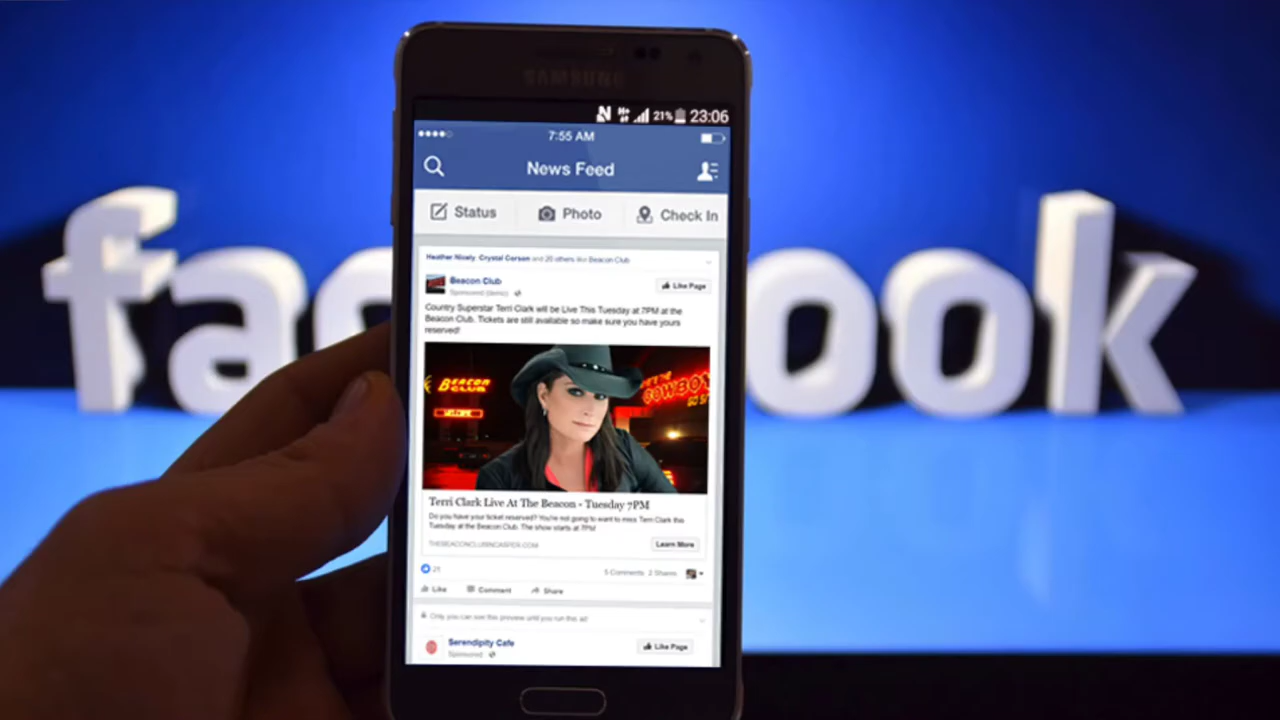 facebook
SAMSUNG
21% 23:06
7:55 AM
News Feed
Status Photo Check In
Heather Nicely, Crystal Corson and 20 others like Beacon Club
Beacon Club
Sponsored (demo)
Like Page
Country Superstar Terri Clark will be Live This Tuesday at 7PM at the
Beacon Club. Tickets are still available so make sure you have yours
reserved!
BEACON
CLUB
WELCOME
COWBOY
Terri Clark Live At The Beacon - Tuesday 7PM
Do you have your ticket reserved? You're not going to want to miss Terri Clark this
Tuesday at the Beacon Club. The show starts at 7PM!
THEBEACONCLUBINCASPER.COM
Learn More
21
5 Comments 2 Shares
Like Comment Share
Only you can see this preview until you run this ad
Serendipity Cafe
Sponsored
Like Page